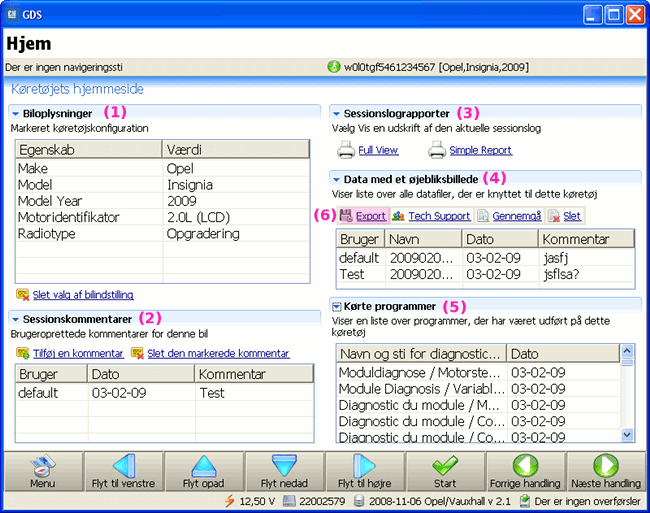 GDS
Hjem
Der er ingen navigeringssti
w0l0tgf5461234567 [Opel,Insignia,2009]
Køretøjets hjemmeside
Biloplysninger (1)
Markeret køretøjskonfiguration
Egenskab Værdi
Make Opel
Model Insignia
Model Year 2009
Motoridentifikator 2.0L (LCD)
Radiotype Opgradering
Slet valg af bilindstilling
Sessionskommentarer (2)
Brugeroprettede kommentarer for denne bil
Tilføj en kommentar Slet den markerede kommentar
Bruger Dato Kommentar
default 03-02-09 Test
Sessionslograpporter (3)
Vælg Vis en udskrift af den aktuelle sessionslog
Full View Simple Report
Data med et øjebliksbillede (4)
Viser liste over alle datafiler, der er knyttet til dette køretøj
(6) Export Tech Support Gennemgå Slet
Bruger Navn Dato Kommentar
default 2009020... 03-02-09 jasfj
Test 2009020... 03-02-09 jsflsa?
Kørte programmer (5)
Viser en liste over programmer, der har været udført på dette
køretøj
Navn og sti for diagnostic... Dato
Moduldiagnose / Motorste... 03-02-09
Module Diagnosis / Variabl... 03-02-09
Diagnostic du module / M... 03-02-09
Diagnostic du module / Co... 03-02-09
Diagnostic du module / Co... 03-02-09
Menu Flyt til venstre Flyt opad Flyt nedad Flyt til højre Start Forrige handling Næste handling
12,50 V 22002579 2008-11-06 Opel/Vauxhall v 2.1 Der er ingen overførsler